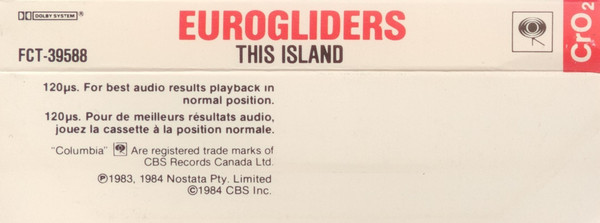 DOLBY SYSTEM
EUROGLIDERS
FCT-39588
THIS ISLAND
CrO₂
120µs. For best audio results playback in
normal position.
120µs. Pour de meilleurs résultats audio,
jouez la cassette à la position normale.
"Columbia" Are registered trade marks of
CBS Records Canada Ltd.
Ⓟ1983, 1984 Nostata Pty. Limited
©1984 CBS Inc.